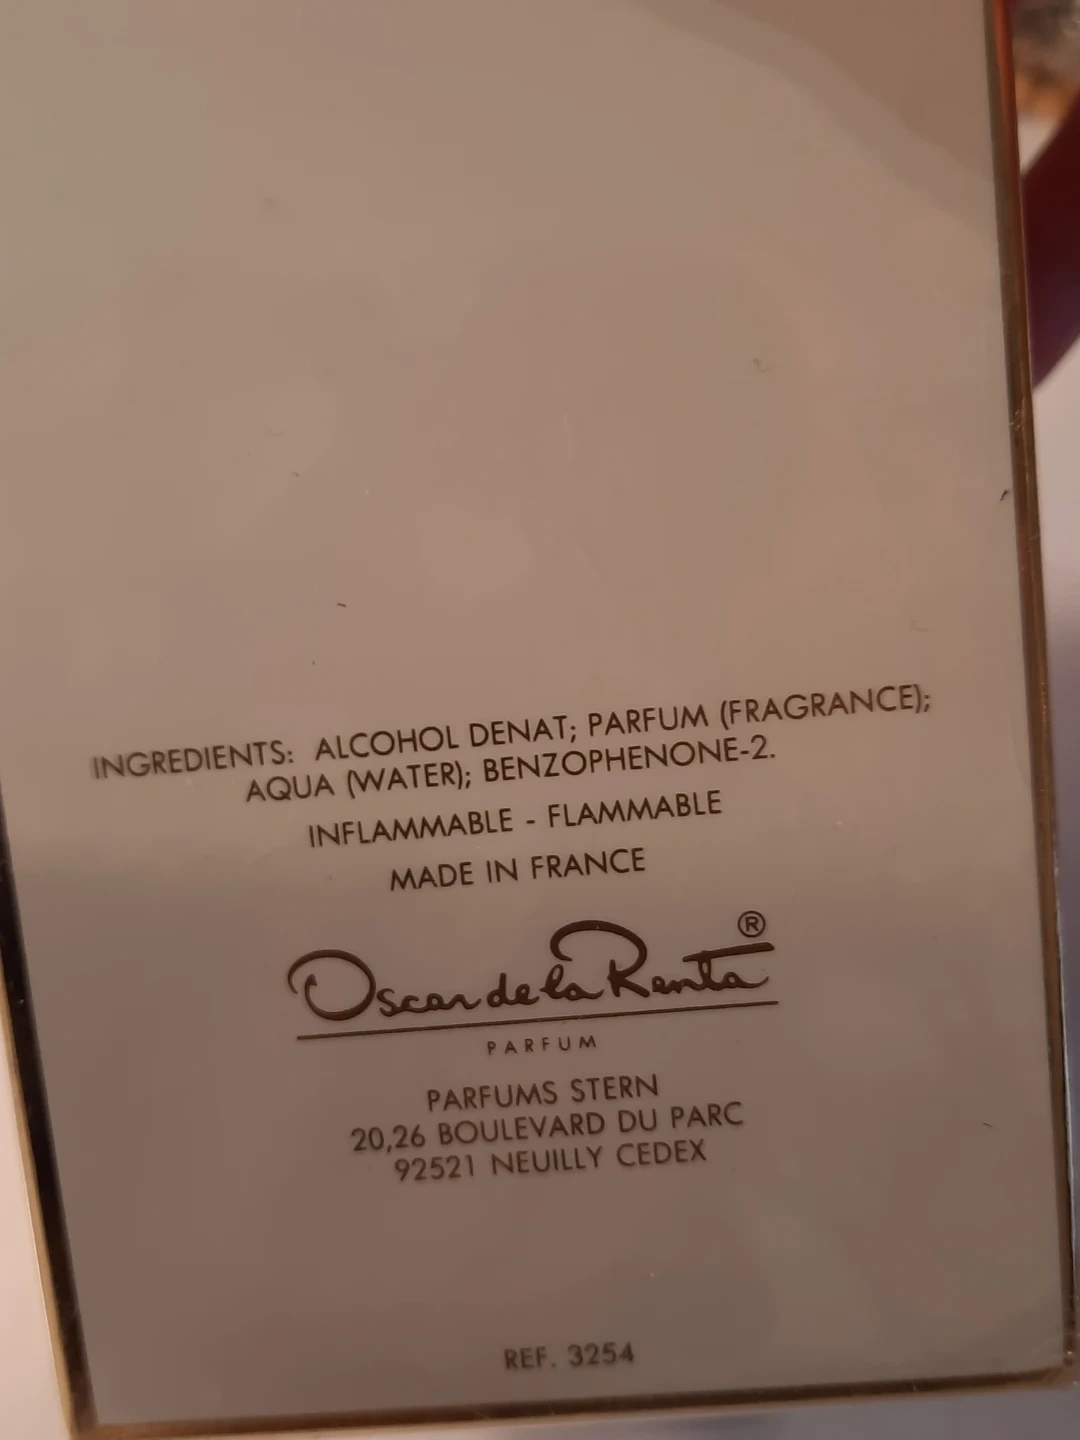 INGREDIENTS: ALCOHOL DENAT; PARFUM (FRAGRANCE);
AQUA (WATER); BENZOPHENONE-2.
INFLAMMABLE - FLAMMABLE
MADE IN FRANCE
Oscar de la Renta ®
PARFUM
PARFUMS STERN
20,26 BOULEVARD DU PARC
92521 NEUILLY CEDEX
REF. 3254